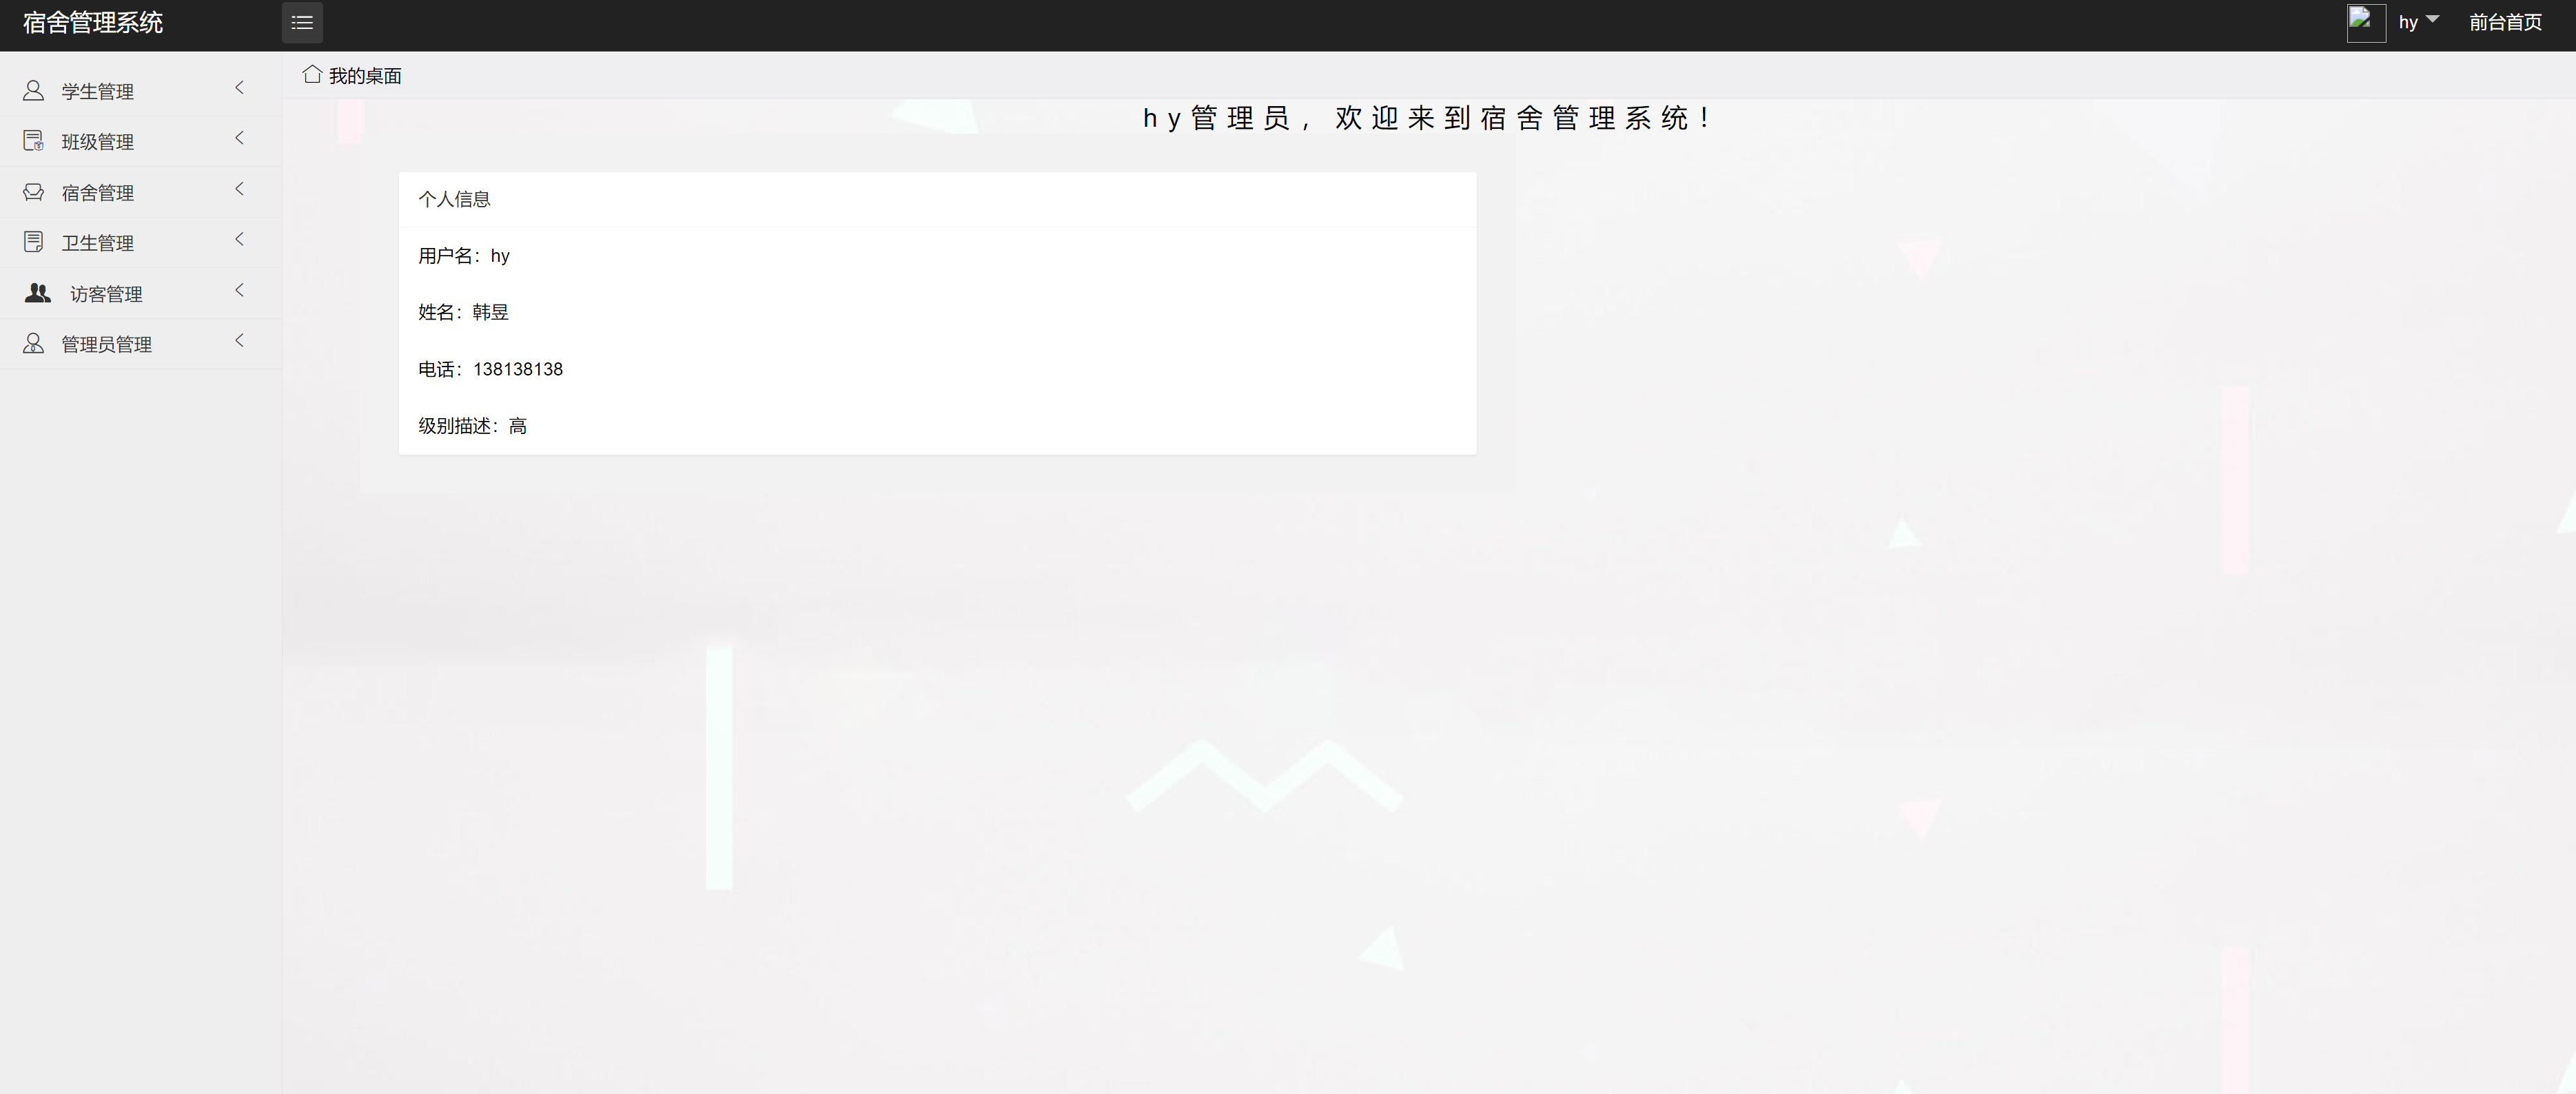 宿舍管理系统
hy
前台首页
学生管理
班级管理
宿舍管理
卫生管理
访客管理
管理员管理
我的桌面
hy管理员, 欢迎来到宿舍管理系统!
个人信息
用户名：hy
姓名：韩昱
电话：138138138
级别描述：高